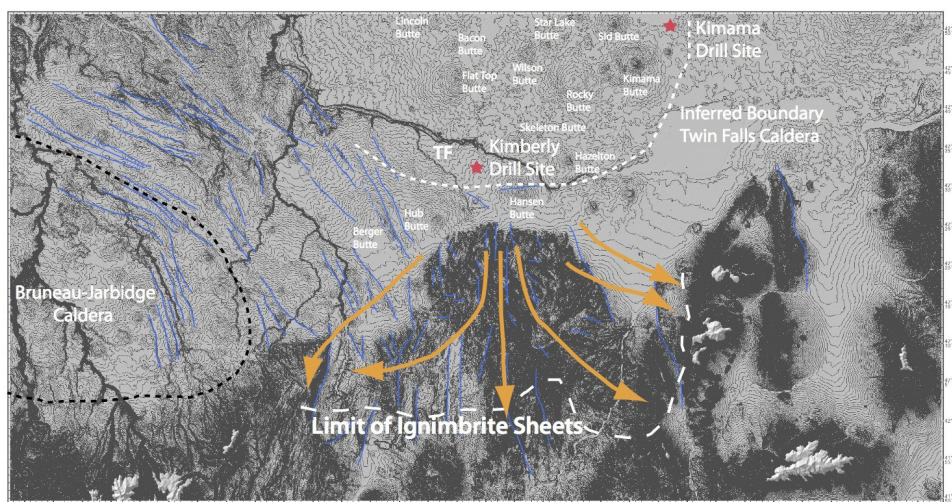 Lincoln
Butte
Star Lake
Butte
Kimama
Drill Site
Bacon
Butte
Sid Butte
Flat Top
Butte
Wilson
Butte
Kimama
Butte
Rocky
Butte
Inferred Boundary
Twin Falls Caldera
Skeleton Butte
TF
Kimberly
Drill Site
Hazelton
Butte
Hansen
Butte
Hub
Butte
Berger
Butte
Bruneau-Jarbidge
Caldera
Limit of Ignimbrite Sheets